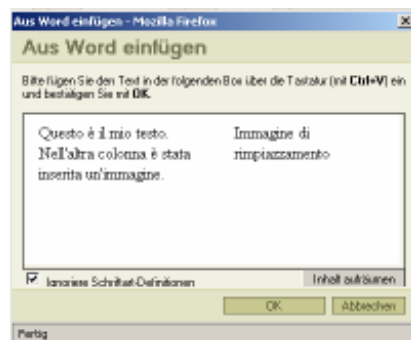 Aus Word einfügen - Mozilla Firefox
Aus Word einfügen
Bitte fügen Sie den Text in der folgenden Box über die Tastatur (mit Ctrl+V) ein
und bestätigen Sie mit OK.
Questo è il mio testo.
Nell'altra colonna è stata
inserita un'immagine.
Immagine di
rimpiazzamento
Ignoriere Schriftart-Definitionen
Inhalt aufräumen
OK
Abbrechen
Fertig